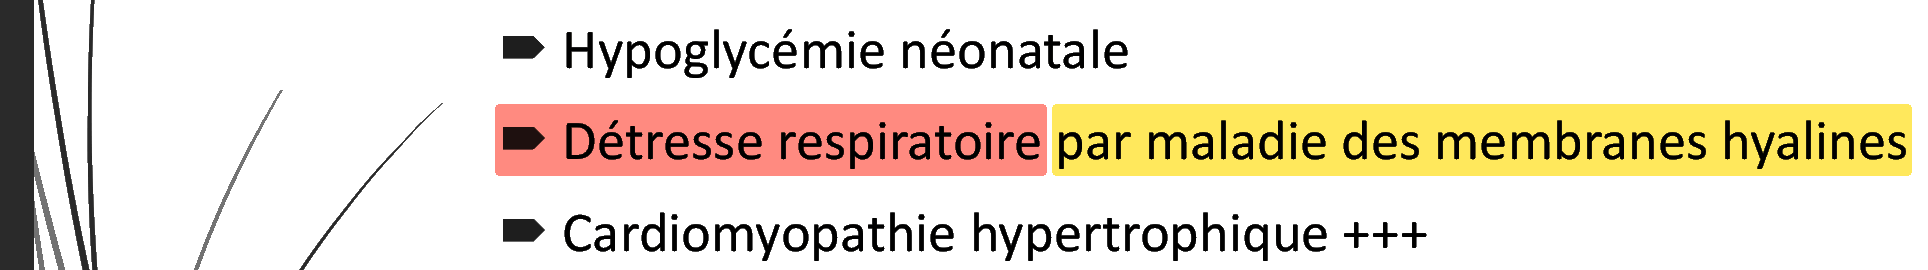 Hypoglycémie néonatale
Détresse respiratoire par maladie des membranes hyalines
Cardiomyopathie hypertrophique +++